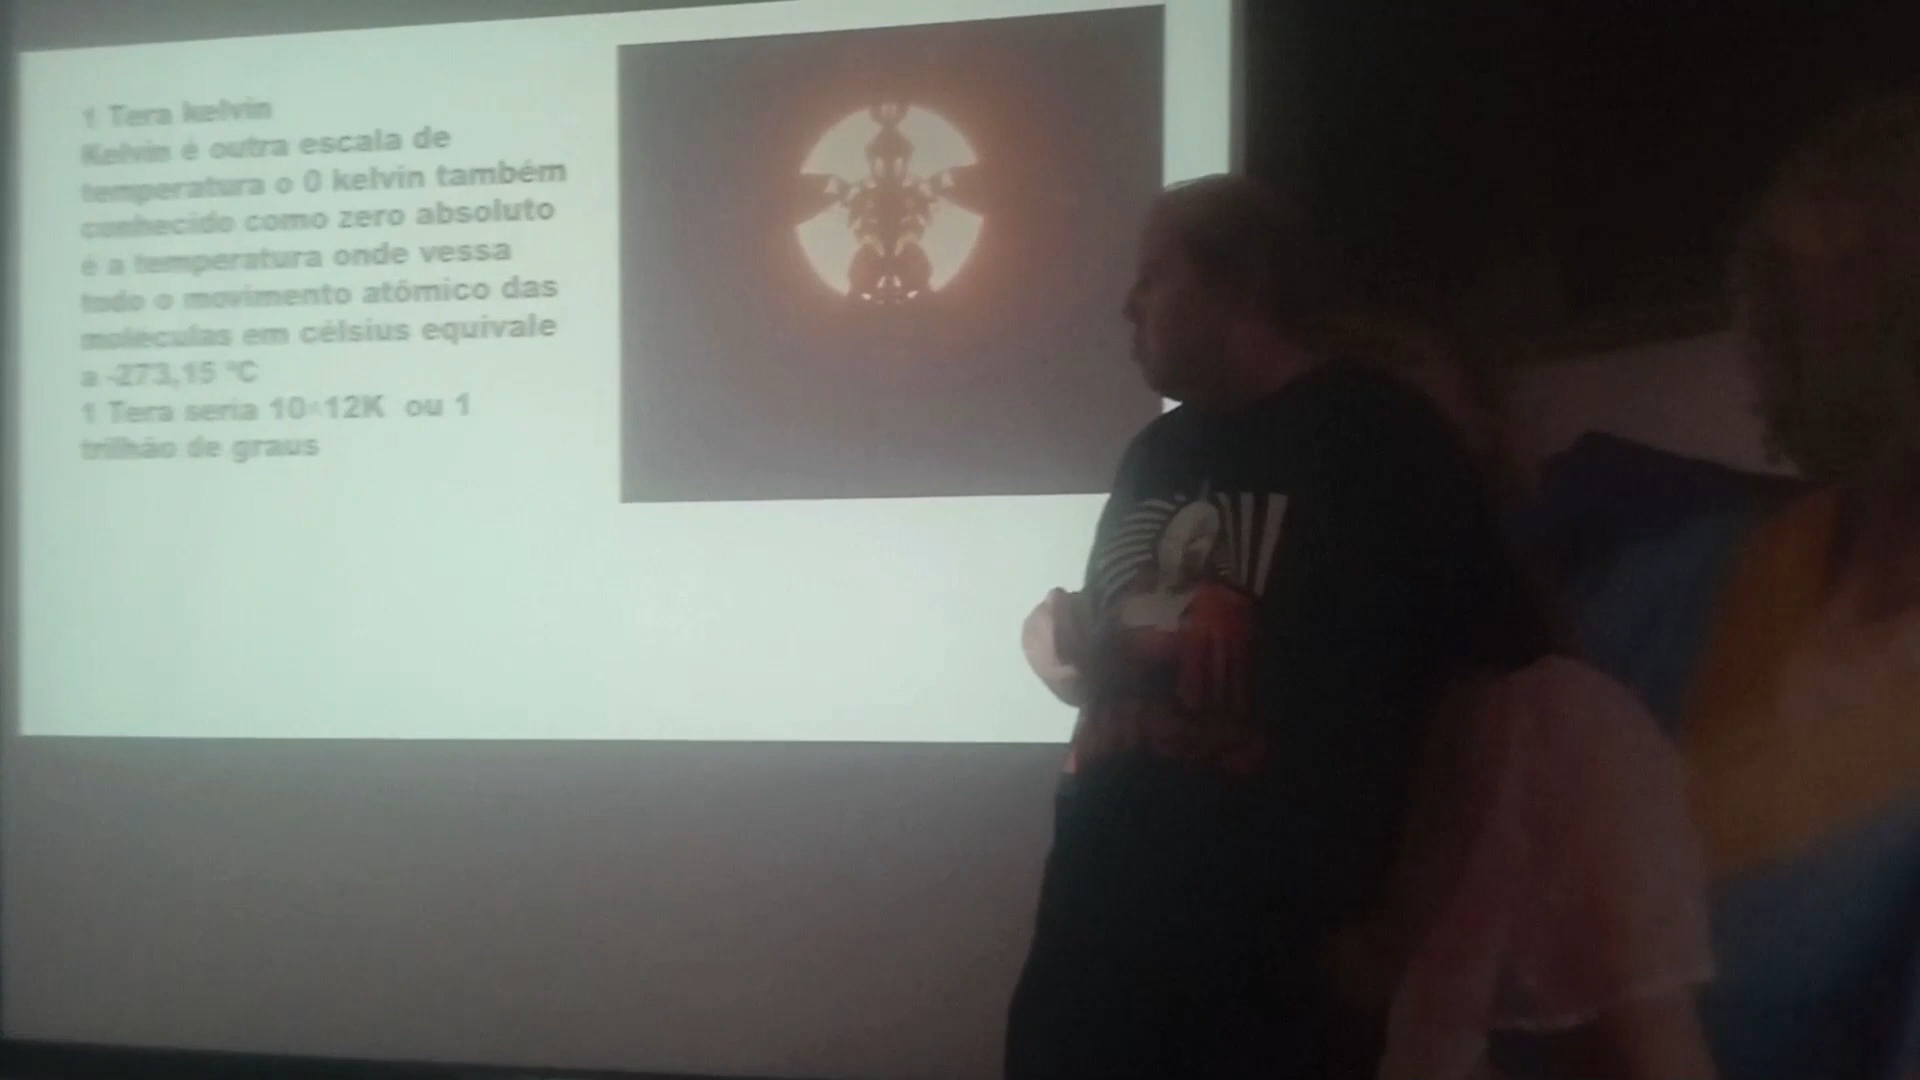 1 Tera kelvin
Kelvin é outra escala de
temperatura o 0 kelvin também
conhecido como zero absoluto
é a temperatura onde vessa
todo o movimento atômico das
moléculas em célsius equivale
a -273,15 °C
1 Tera seria 10^12K ou 1
trilhão de graus